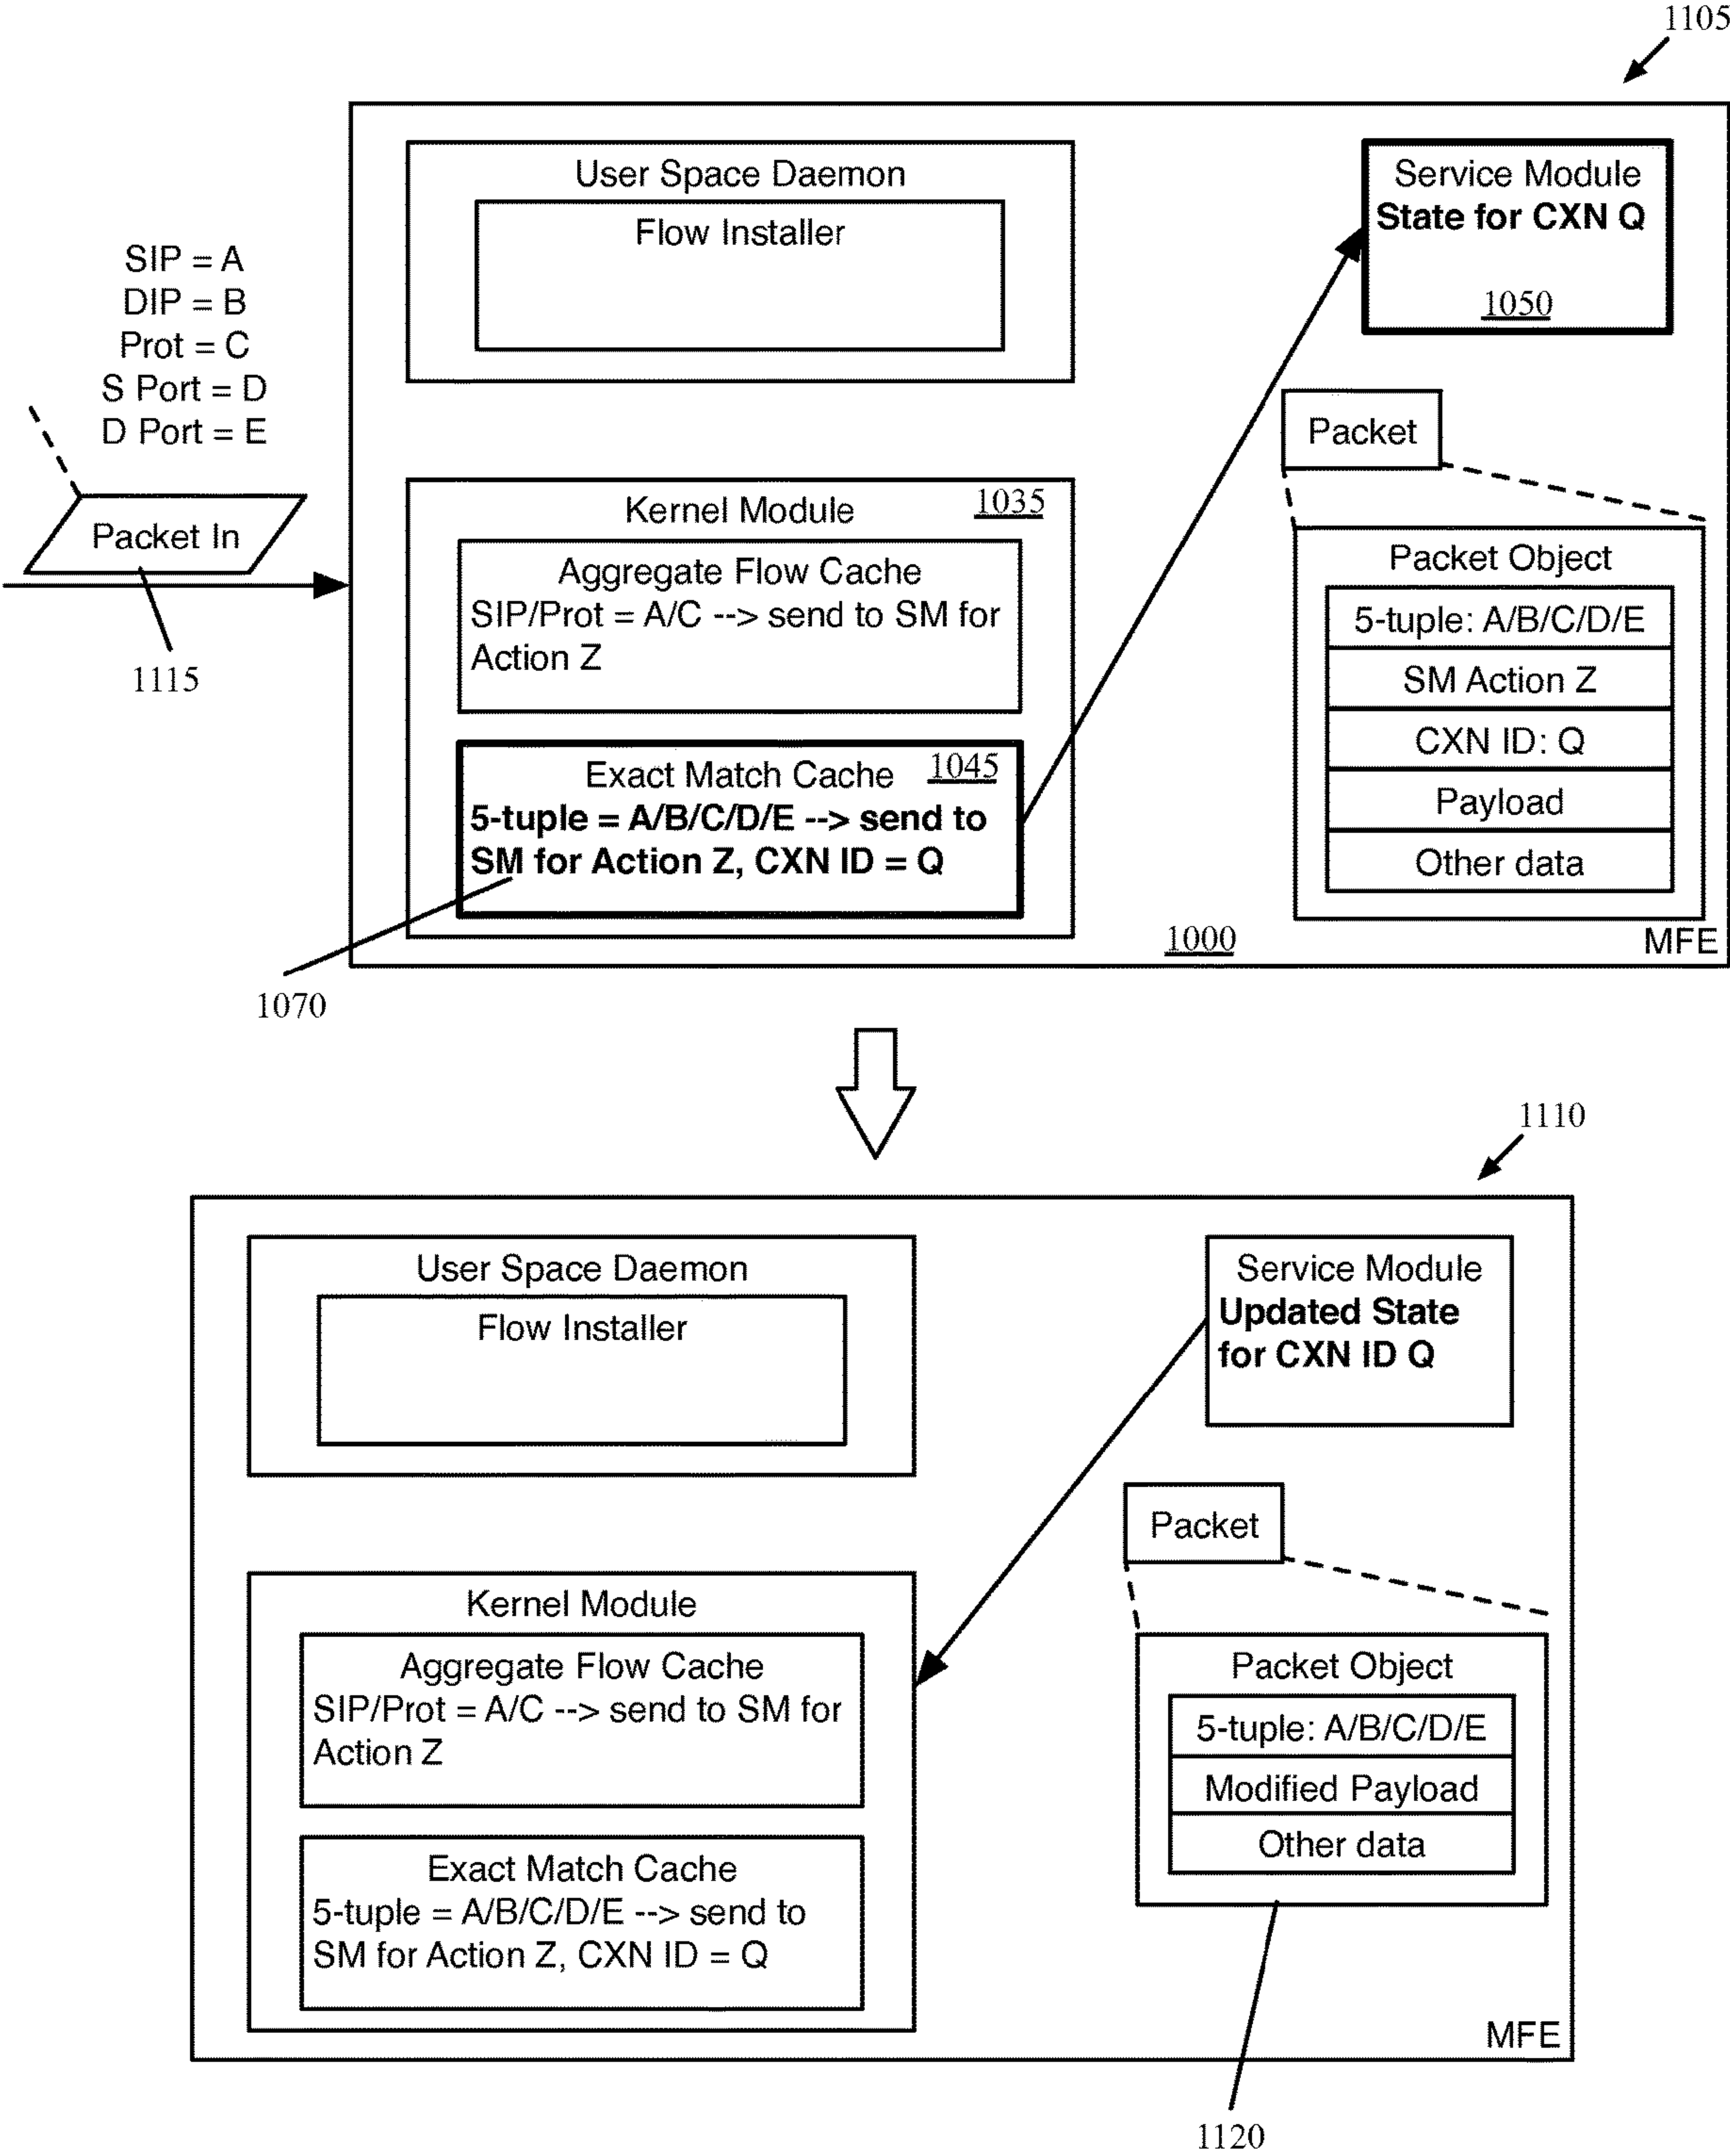 1105
User Space Daemon
Flow Installer
Service Module
State for CXN Q
1050
SIP = A
DIP = B
Prot = C
S Port = D
D Port = E
Packet In
1115
Packet
Kernel Module
1035
Aggregate Flow Cache
SIP/Prot = A/C --> send to SM for
Action Z
Exact Match Cache
1045
5-tuple = A/B/C/D/E --> send to
SM for Action Z, CXN ID = Q
1070
Packet Object
5-tuple: A/B/C/D/E
SM Action Z
CXN ID: Q
Payload
Other data
1000
MFE
1110
User Space Daemon
Flow Installer
Service Module
Updated State
for CXN ID Q
Packet
Kernel Module
Aggregate Flow Cache
SIP/Prot = A/C --> send to SM for
Action Z
Exact Match Cache
5-tuple = A/B/C/D/E --> send to
SM for Action Z, CXN ID = Q
Packet Object
5-tuple: A/B/C/D/E
Modified Payload
Other data
MFE
1120